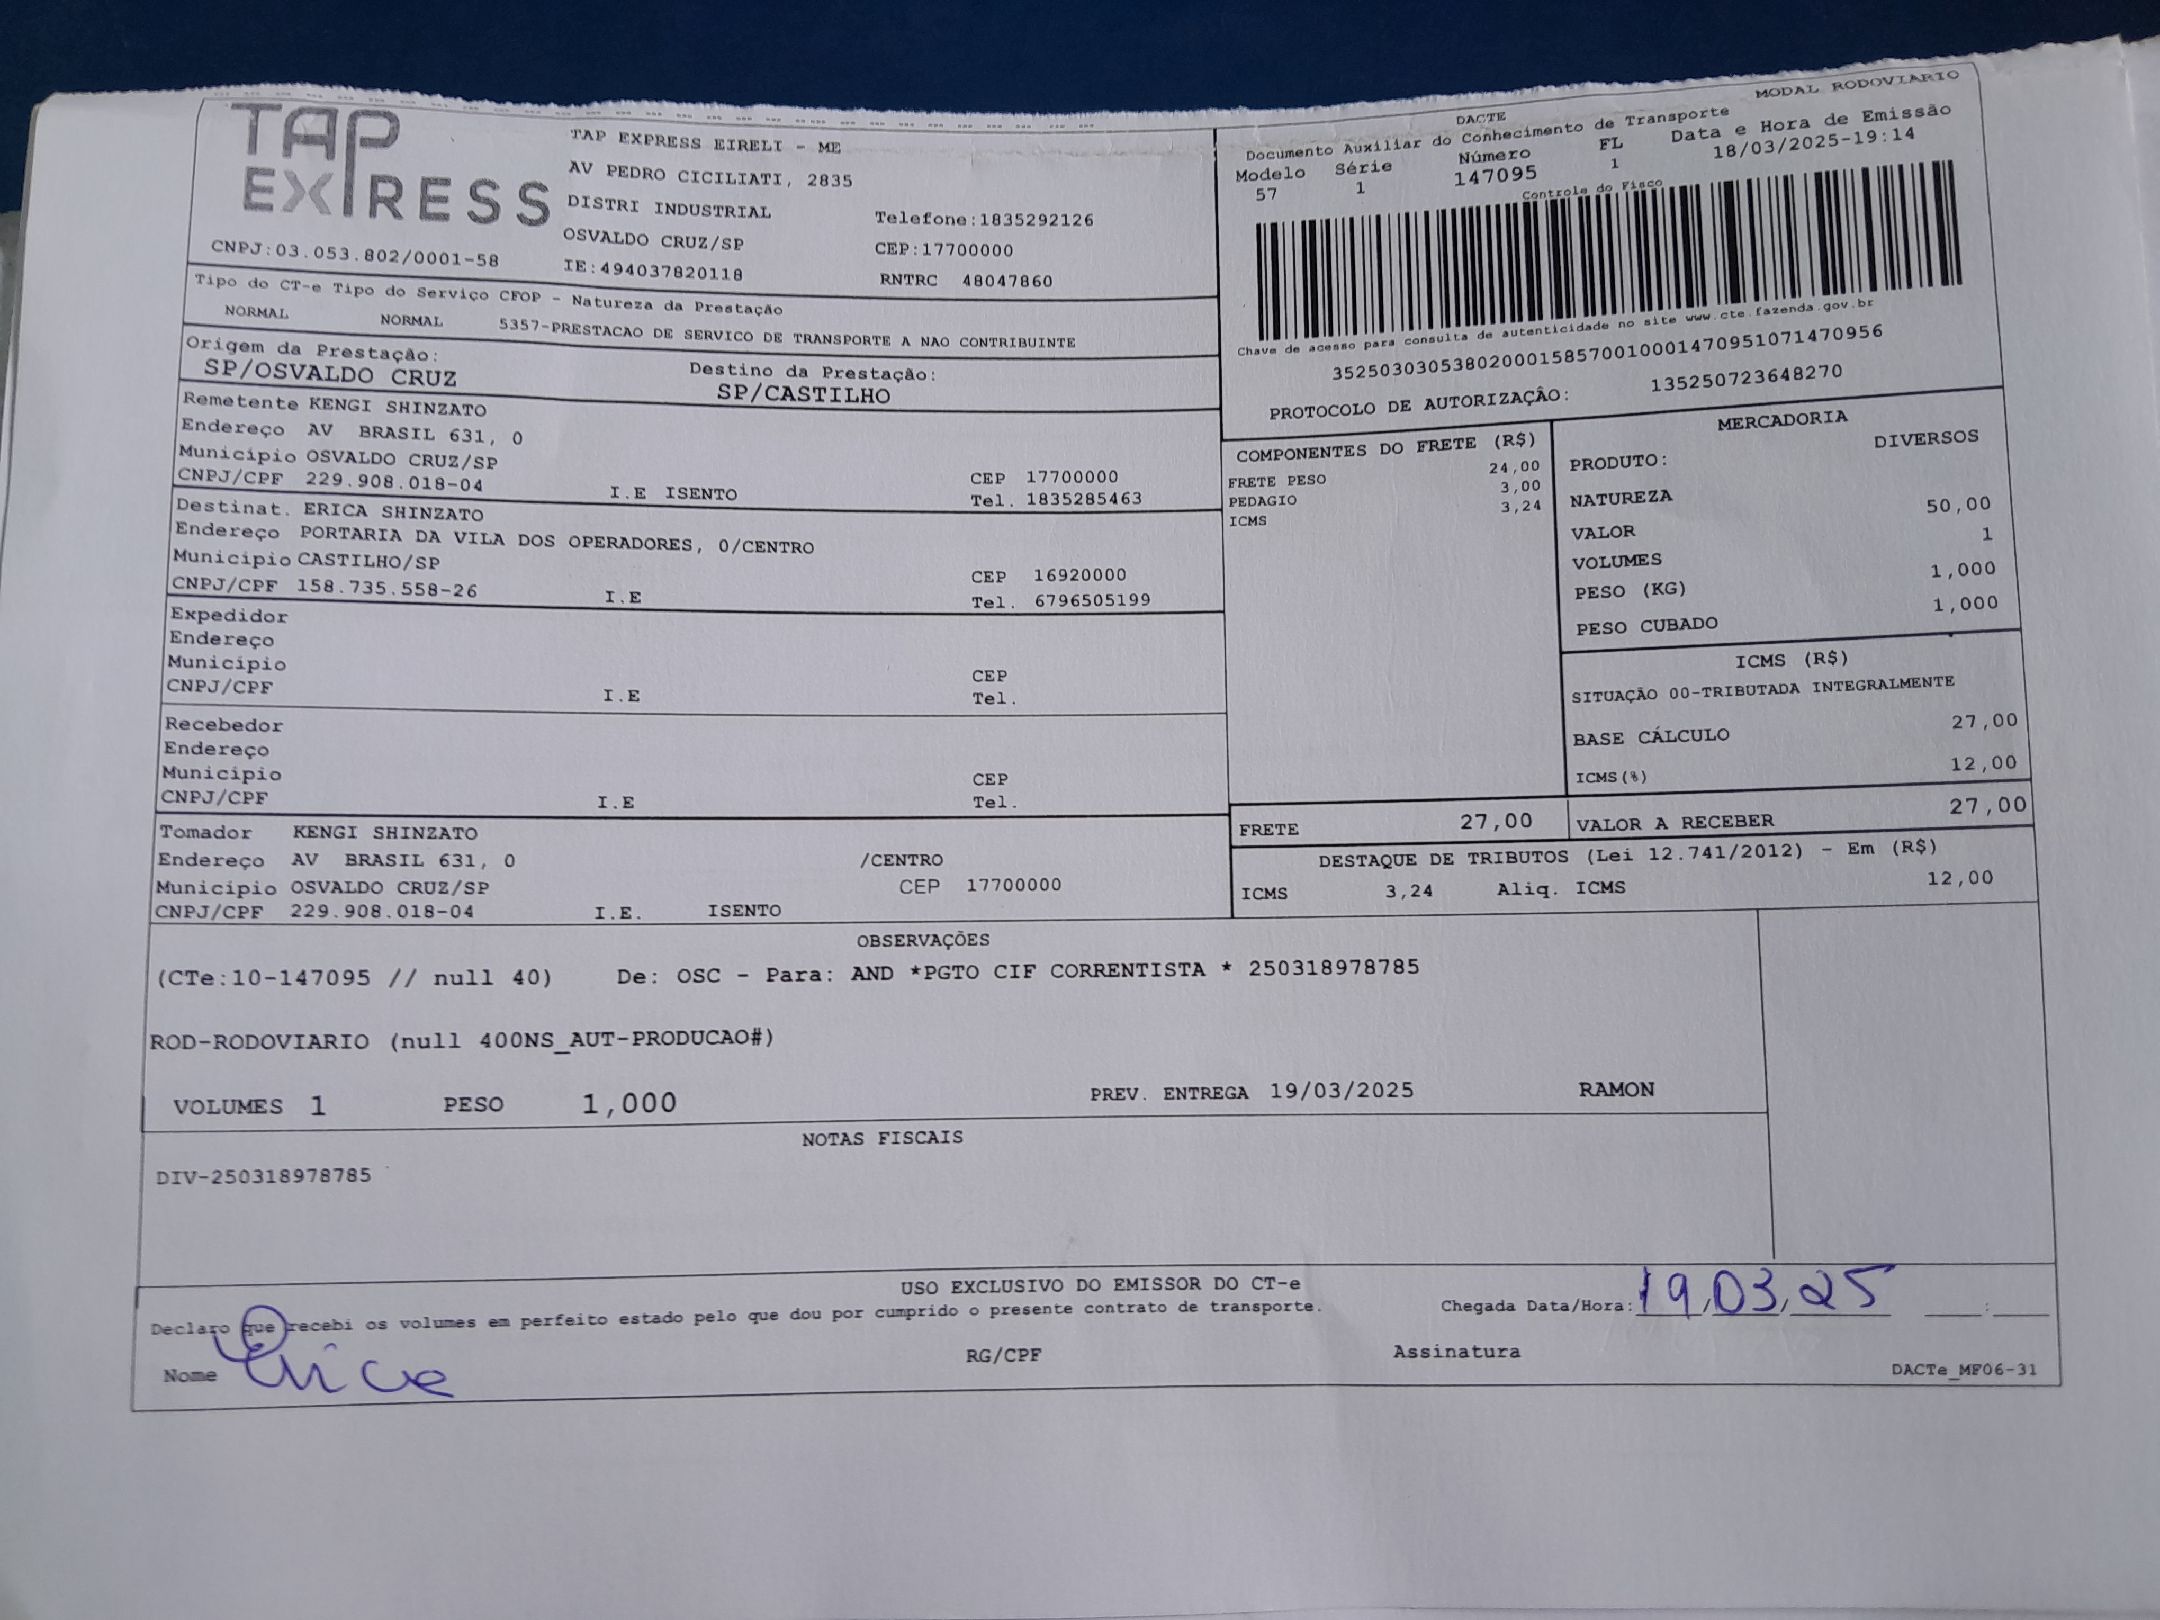 TAP EXPRESS
TAP EXPRESS EIRELI - ME
AV PEDRO CICILIATI, 2835
DISTRI INDUSTRIAL
Telefone:1835292126
OSVALDO CRUZ/SP
CEP:17700000
CNPJ:03.053.802/0001-58
IE:494037820118
RNTRC 48047860
MODAL RODOVIARIO
DACTE
Documento Auxiliar do Conhecimento de Transporte
Modelo Série Número FL Data e Hora de Emissão
57 1 147095 1 18/03/2025-19:14
Controle do Fisco
Chave de acesso para consulta de autenticidade no site www.cte.fazenda.gov.br
35250303053802000158570010001470951071470956
PROTOCOLO DE AUTORIZAÇÂO: 135250723648270
Tipo do CT-e Tipo do Serviço CFOP - Natureza da Prestação
NORMAL NORMAL 5357-PRESTACAO DE SERVICO DE TRANSPORTE A NAO CONTRIBUINTE
Origem da Prestação: Destino da Prestação:
SP/OSVALDO CRUZ SP/CASTILHO
Remetente KENGI SHINZATO
Endereço AV BRASIL 631, 0
Município OSVALDO CRUZ/SP CEP 17700000
CNPJ/CPF 229.908.018-04 I.E ISENTO Tel. 1835285463
Destinat. ERICA SHINZATO
Endereço PORTARIA DA VILA DOS OPERADORES, 0/CENTRO
Município CASTILHO/SP CEP 16920000
CNPJ/CPF 158.735.558-26 I.E Tel. 6796505199
Expedidor
Endereço
Município CEP
CNPJ/CPF I.E Tel.
Recebedor
Endereço
Município CEP
CNPJ/CPF I.E Tel.
Tomador KENGI SHINZATO
Endereço AV BRASIL 631, 0 /CENTRO
Município OSVALDO CRUZ/SP CEP 17700000
CNPJ/CPF 229.908.018-04 I.E. ISENTO
COMPONENTES DO FRETE (R$)
FRETE PESO 24,00
PEDAGIO 3,00
ICMS 3,24
MERCADORIA
PRODUTO: DIVERSOS
NATUREZA
VALOR 50,00
VOLUMES 1
PESO (KG) 1,000
PESO CUBADO 1,000
ICMS (R$)
SITUAÇÃO 00-TRIBUTADA INTEGRALMENTE
BASE CÁLCULO 27,00
ICMS(%) 12,00
FRETE 27,00 VALOR A RECEBER 27,00
DESTAQUE DE TRIBUTOS (Lei 12.741/2012) - Em (R$)
ICMS 3,24 Aliq. ICMS 12,00
OBSERVAÇÕES
(CTe:10-147095 // null 40) De: OSC - Para: AND *PGTO CIF CORRENTISTA * 250318978785
ROD-RODOVIARIO (null 400NS_AUT-PRODUCAO#)
VOLUMES 1 PESO 1,000 PREV. ENTREGA 19/03/2025 RAMON
NOTAS FISCAIS
DIV-250318978785
USO EXCLUSIVO DO EMISSOR DO CT-e
Declaro que recebi os volumes em perfeito estado pelo que dou por cumprido o presente contrato de transporte. Chegada Data/Hora: 19/03/25 __:__
Nome RG/CPF Assinatura
DACTe_MF06-31